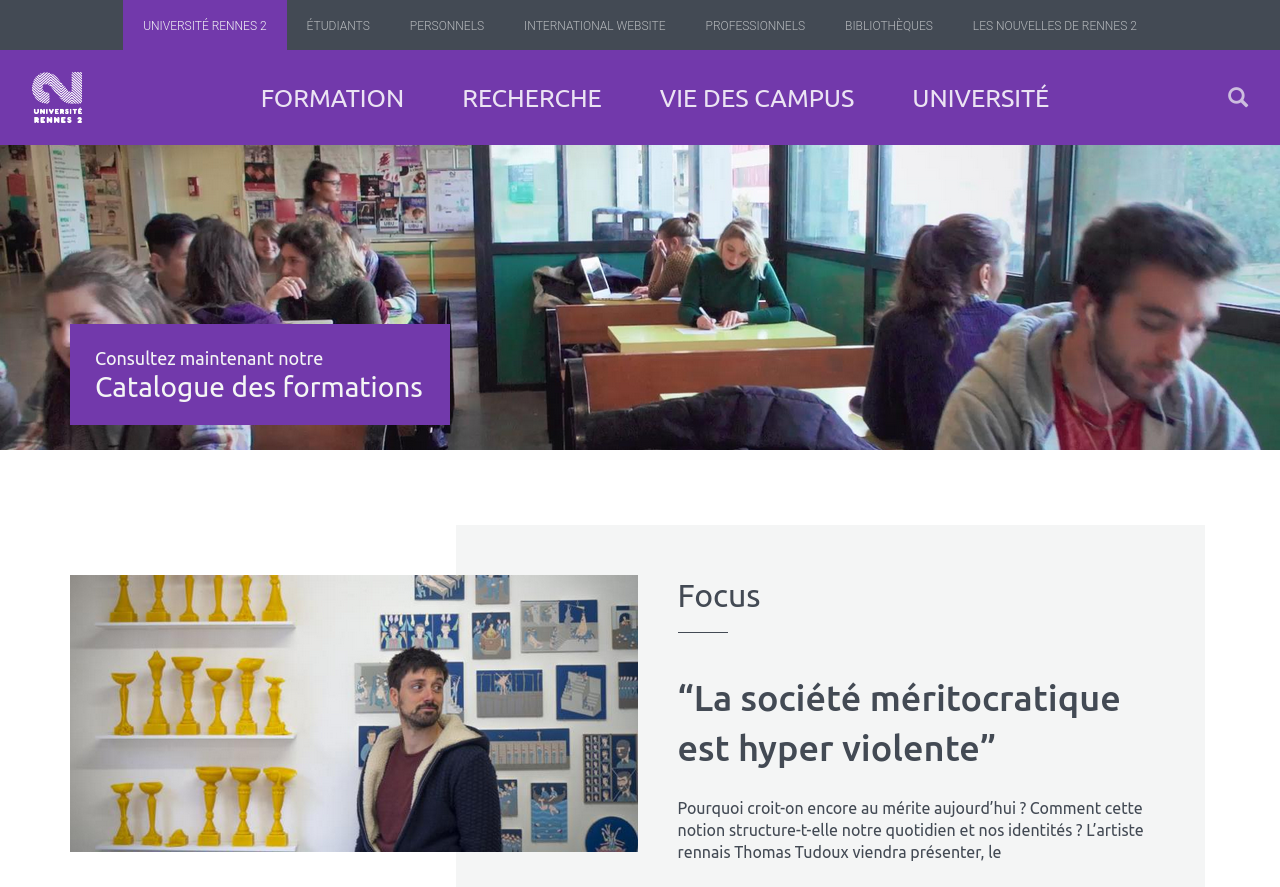 UNIVERSITÉ RENNES 2
ÉTUDIANTS
PERSONNELS
INTERNATIONAL WEBSITE
PROFESSIONNELS
BIBLIOTHÈQUES
LES NOUVELLES DE RENNES 2
UNIVERSITÉ
RENNES 2
FORMATION
RECHERCHE
VIE DES CAMPUS
UNIVERSITÉ
Consultez maintenant notre
Catalogue des formations
Focus
“La société méritocratique
est hyper violente”
Pourquoi croit-on encore au mérite aujourd’hui ? Comment cette
notion structure-t-elle notre quotidien et nos identités ? L’artiste
rennais Thomas Tudoux viendra présenter, le